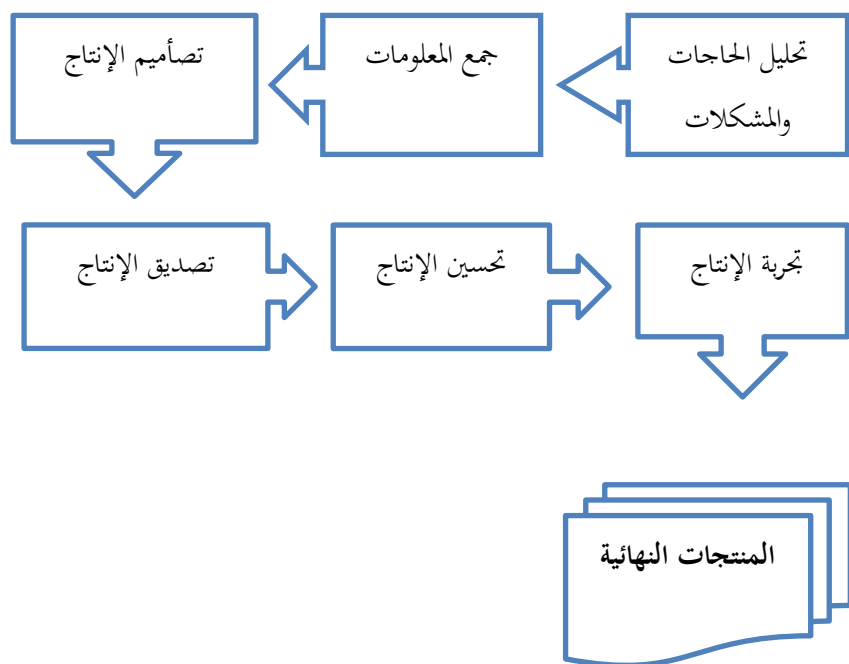 تحليل الحاجات
والمشكلات
جمع المعلومات
تصأميم الإنتاج
تصديق الإنتاج
تحسين الإنتاج
تجربة الإنتاج
المنتجات النهائية